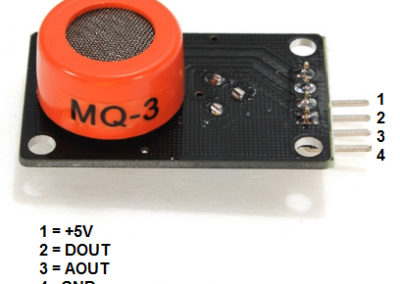 MQ-3
1
2
3
4
1 = +5V
2 = DOUT
3 = AOUT